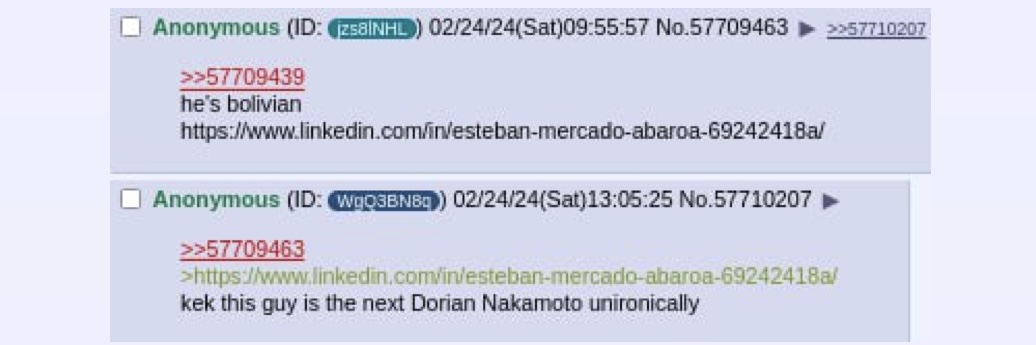 Anonymous (ID: jzs8lNHL) 02/24/24(Sat)09:55:57 No.57709463 ▶ >>57710207
>>57709439
he's bolivian
https://www.linkedin.com/in/esteban-mercado-abaroa-69242418a/
Anonymous (ID: WgQ3BN8q) 02/24/24(Sat)13:05:25 No.57710207 ▶
>>57709463
>https://www.linkedin.com/in/esteban-mercado-abaroa-69242418a/
kek this guy is the next Dorian Nakamoto unironically